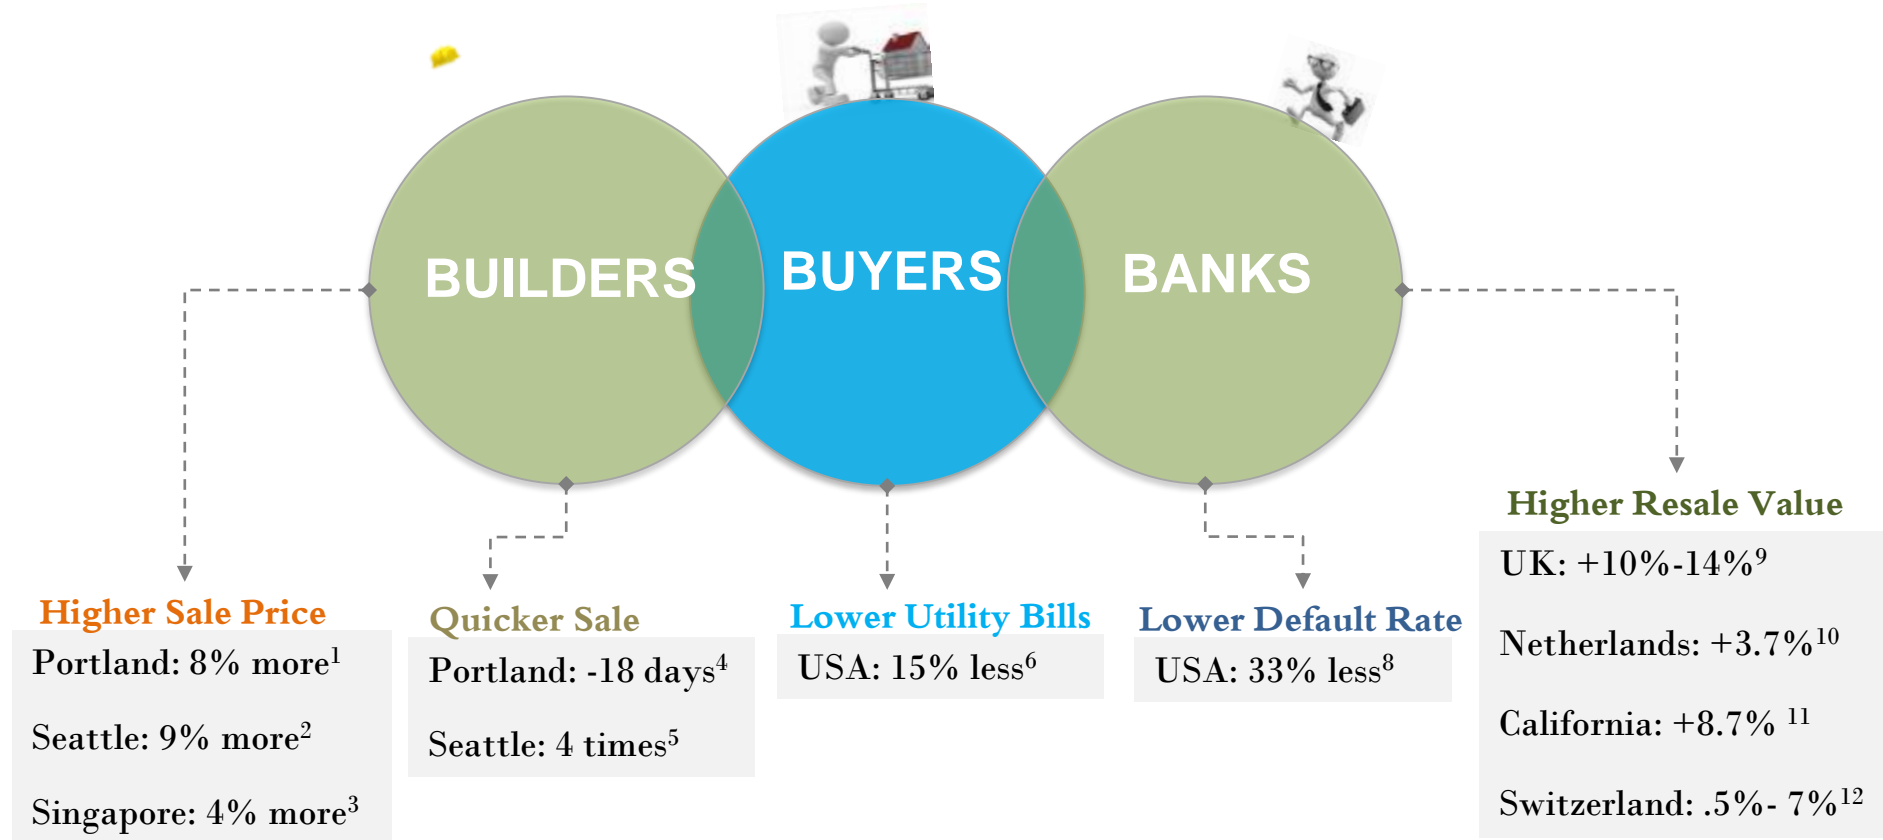 BUILDERS
BUYERS
BANKS
Higher Sale Price
Portland: 8% more¹
Seattle: 9% more²
Singapore: 4% more³
Quicker Sale
Portland: -18 days⁴
Seattle: 4 times⁵
Lower Utility Bills
USA: 15% less⁶
Lower Default Rate
USA: 33% less⁸
Higher Resale Value
UK: +10%-14%⁹
Netherlands: +3.7%¹⁰
California: +8.7% ¹¹
Switzerland: .5%- 7%¹²